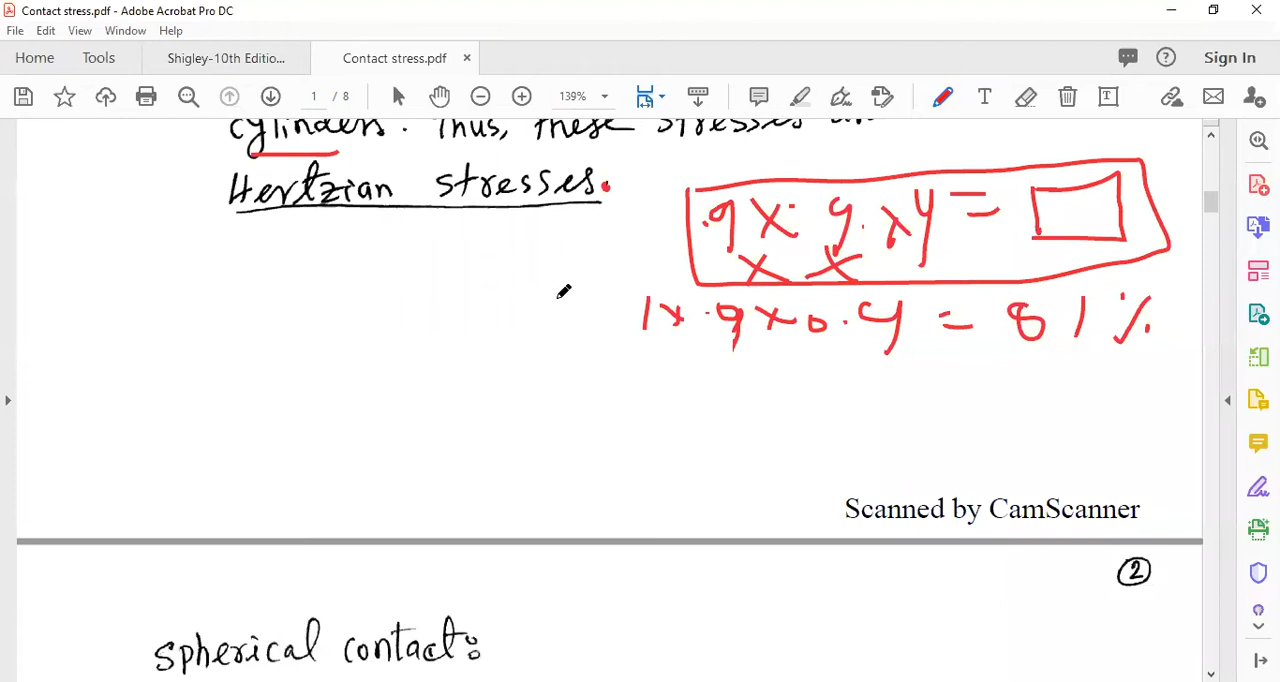 Contact stress.pdf - Adobe Acrobat Pro DC
File Edit View Window Help
Home Tools Shigley-10th Editio... Contact stress.pdf × Sign In
1 / 8 139%
cylinders. Thus, these stresses are
Hertzian stresses.
.9 x .9 x
=
1 x .9 x 0.9 = 81 %
Scanned by CamScanner
2
spherical contact: